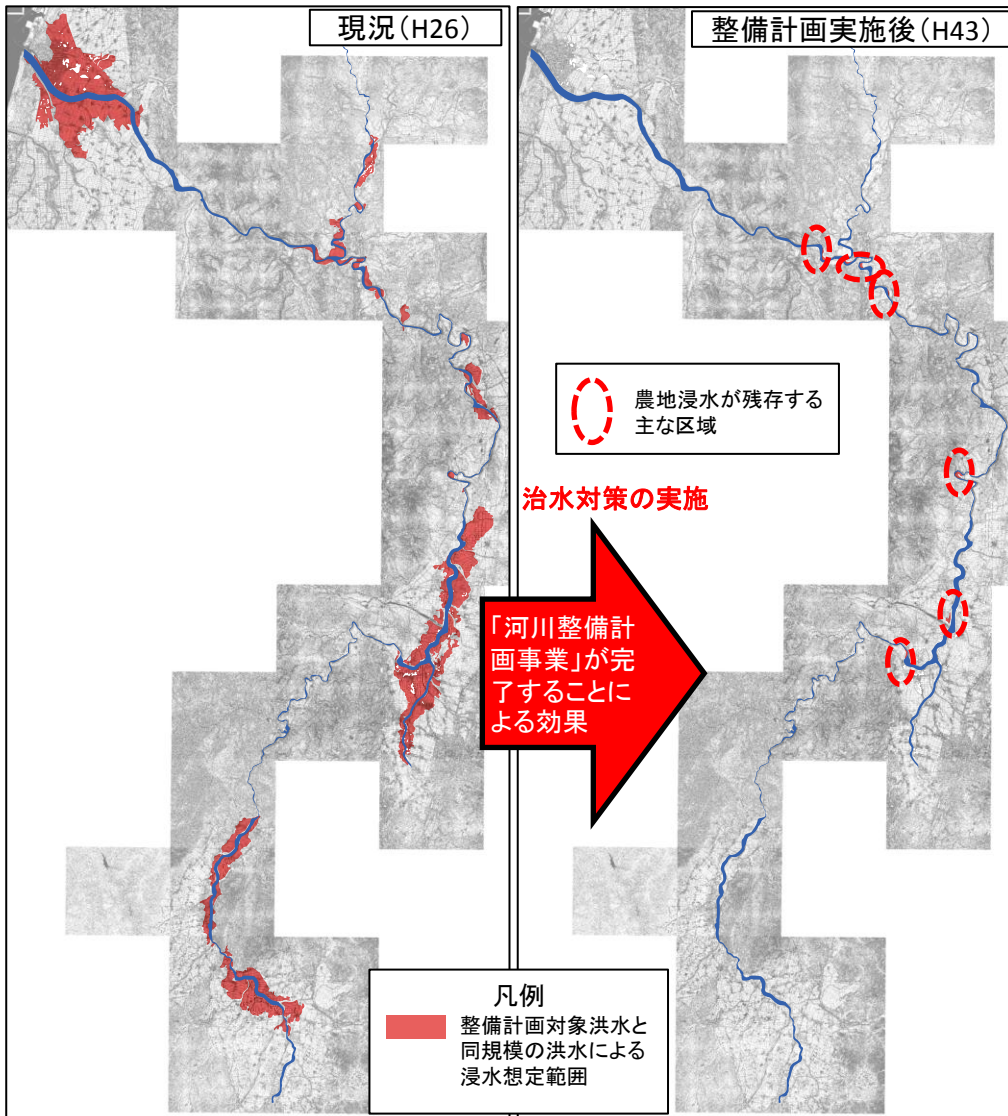 現況(H26)
整備計画実施後(H43)
農地浸水が残存する
主な区域
治水対策の実施
「河川整備計
画事業」が完
了することに
よる効果
凡例
整備計画対象洪水と
同規模の洪水による
浸水想定範囲